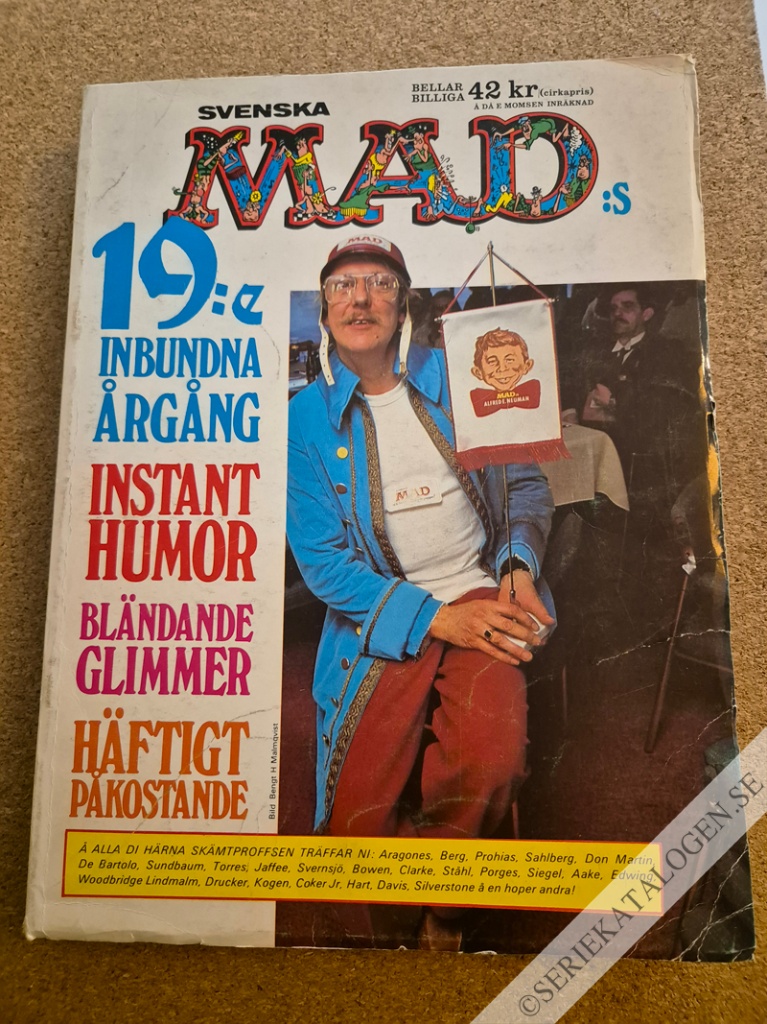 BELLAR
BILLIGA 42 kr (cirkapris)
Å DÅ E MOMSEN INRÄKNAD
SVENSKA
MAD:s
19:e
INBUNDNA
ÅRGÅNG
INSTANT
HUMOR
BLÄNDANDE
GLIMMER
HÄFTIGT
PÅKOSTANDE
MAD
MAD:s
ALFRED E. NEUMAN
MAD
Bild Bengt H Malmqvist
Å ALLA DI HÄRNA SKÄMTPROFFSEN TRÄFFAR NI: Aragones, Berg, Prohias, Sahlberg, Don Martin,
De Bartolo, Sundbaum, Torres, Jaffee, Svernsjö, Bowen, Clarke, Ståhl, Porges, Siegel, Aake, Edwing,
Woodbridge Lindmalm, Drucker, Kogen, Coker Jr, Hart, Davis, Silverstone å en hoper andra!
©SERIEKATALOGEN.SE